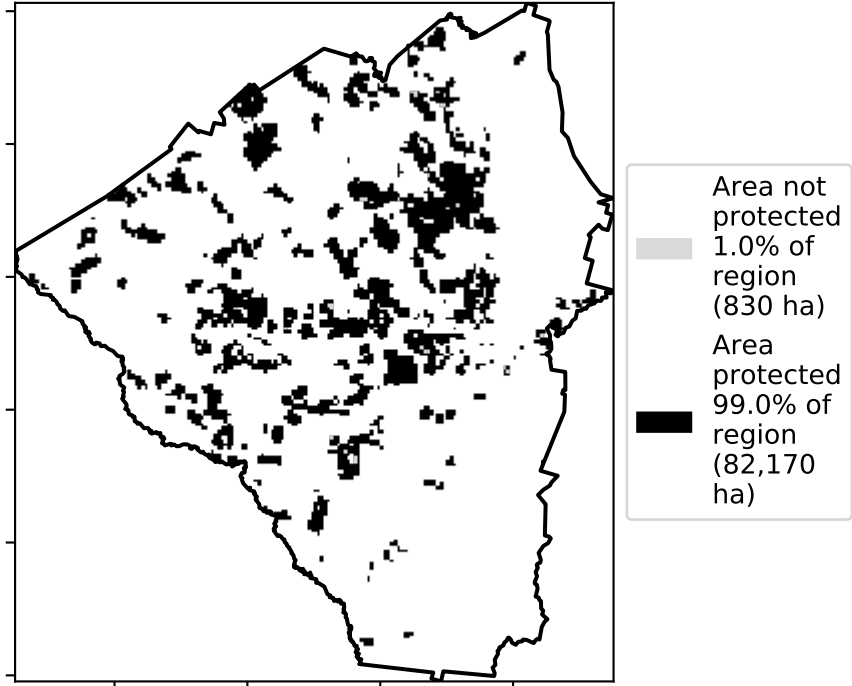 Area not
protected
1.0% of
region
(830 ha)
Area
protected
99.0% of
region
(82,170
ha)